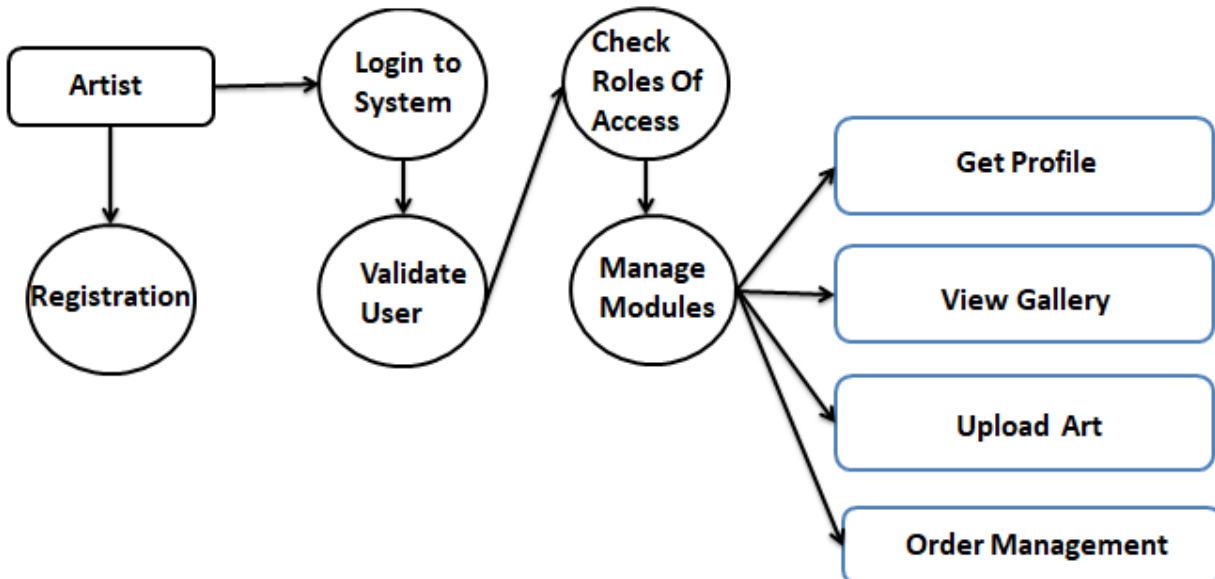 Artist
Login to
System
Check
Roles Of
Access
Get Profile
Registration
Validate
User
Manage
Modules
View Gallery
Upload Art
Order Management